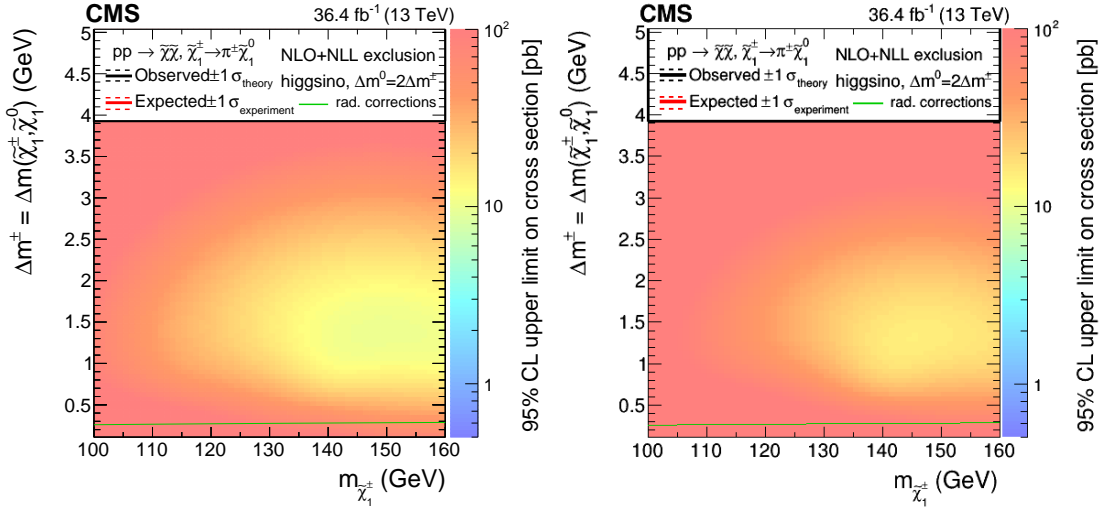 CMS 36.4 fb⁻¹ (13 TeV)
pp → χ̃χ̃, χ̃₁± → π±χ̃₁⁰ NLO+NLL exclusion
Observed ±1 σ_theory higgsino, Δm⁰=2Δm±
Expected ±1 σ_experiment rad. corrections
Δm± = Δm(χ̃₁±,χ̃₁⁰) (GeV)
5
4.5
4
3.5
3
2.5
2
1.5
1
0.5
100 110 120 130 140 150 160
m_χ̃₁± (GeV)
10²
10
1
95% CL upper limit on cross section [pb]
CMS 36.4 fb⁻¹ (13 TeV)
pp → χ̃χ̃, χ̃₁± → π±χ̃₁⁰ NLO+NLL exclusion
Observed ±1 σ_theory higgsino, Δm⁰=2Δm±
Expected ±1 σ_experiment rad. corrections
Δm± = Δm(χ̃₁±,χ̃₁⁰) (GeV)
5
4.5
4
3.5
3
2.5
2
1.5
1
0.5
100 110 120 130 140 150 160
m_χ̃₁± (GeV)
10²
10
1
95% CL upper limit on cross section [pb]